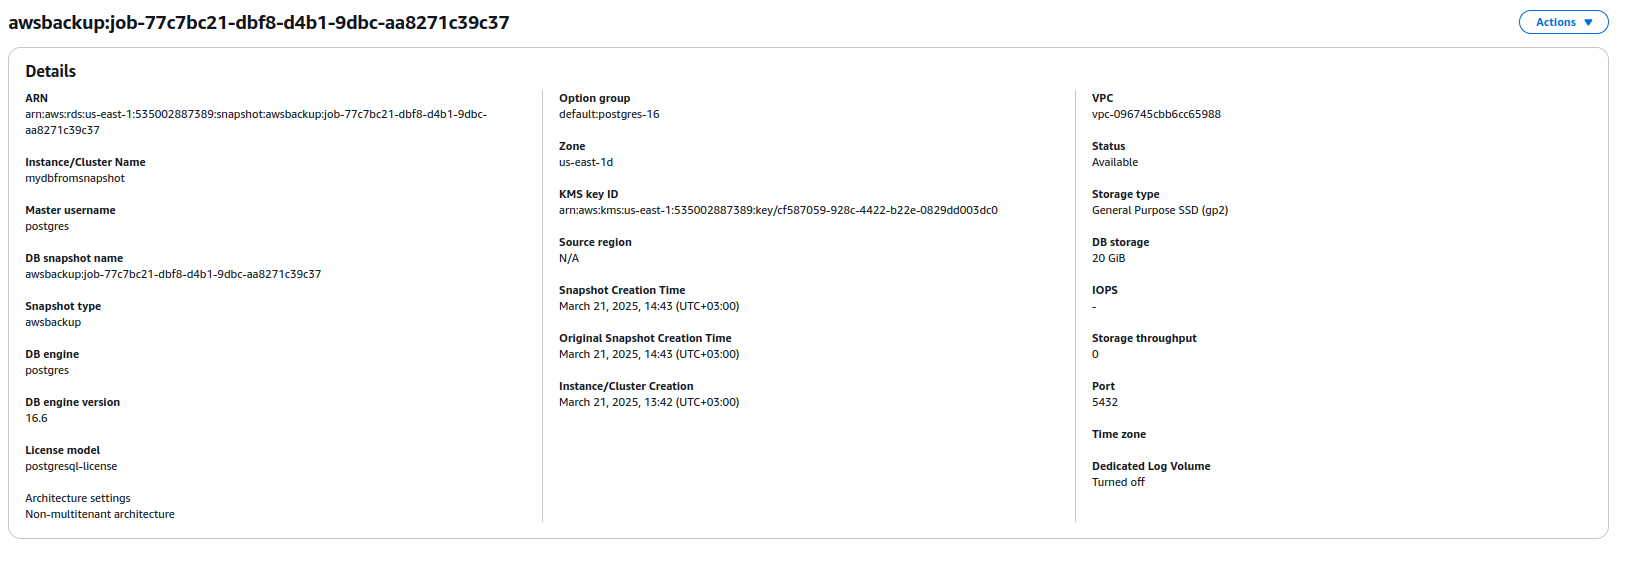 awsbackup:job-77c7bc21-dbf8-d4b1-9dbc-aa8271c39c37
Actions
Details
ARN
arn:aws:rds:us-east-1:535002887389:snapshot:awsbackup:job-77c7bc21-dbf8-d4b1-9dbc-
aa8271c39c37
Instance/Cluster Name
mydbfromsnapshot
Master username
postgres
DB snapshot name
awsbackup:job-77c7bc21-dbf8-d4b1-9dbc-aa8271c39c37
Snapshot type
awsbackup
DB engine
postgres
DB engine version
16.6
License model
postgresql-license
Architecture settings
Non-multitenant architecture
Option group
default:postgres-16
Zone
us-east-1d
KMS key ID
arn:aws:kms:us-east-1:535002887389:key/cf587059-928c-4422-b22e-0829dd003dc0
Source region
N/A
Snapshot Creation Time
March 21, 2025, 14:43 (UTC+03:00)
Original Snapshot Creation Time
March 21, 2025, 14:43 (UTC+03:00)
Instance/Cluster Creation
March 21, 2025, 13:42 (UTC+03:00)
VPC
vpc-096745cbb6cc65988
Status
Available
Storage type
General Purpose SSD (gp2)
DB storage
20 GiB
IOPS
-
Storage throughput
0
Port
5432
Time zone
Dedicated Log Volume
Turned off